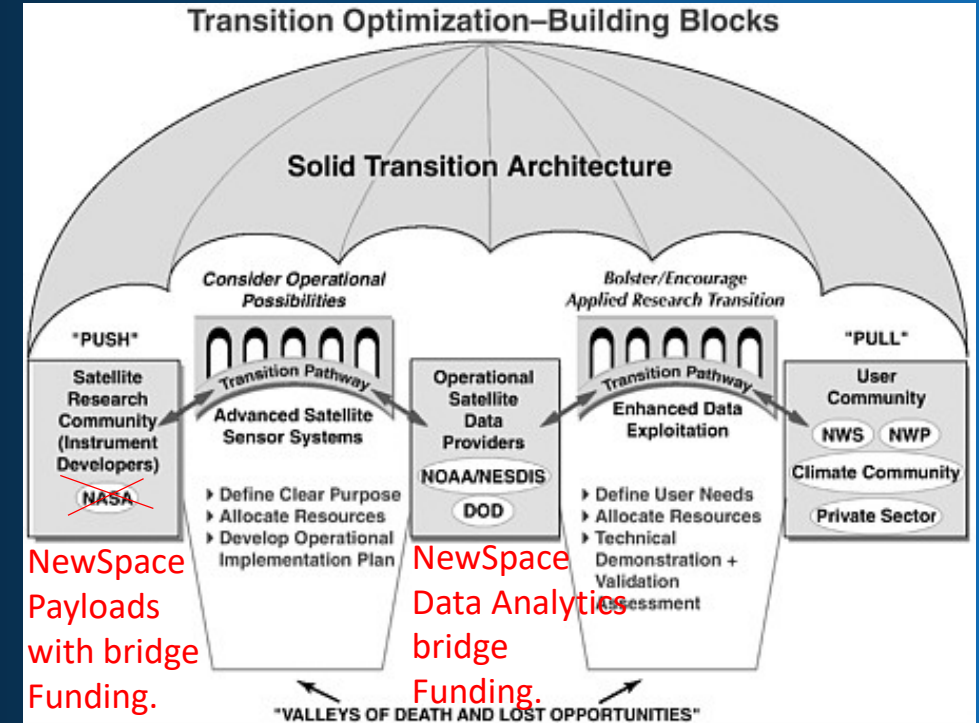 Transition Optimization–Building Blocks
Solid Transition Architecture
"PUSH"
Satellite
Research
Community
(Instrument
Developers)
NASA
NewSpace
Payloads
with bridge
Funding.
Consider Operational
Possibilities
Transition Pathway
Advanced Satellite
Sensor Systems
Define Clear Purpose
Allocate Resources
Develop Operational
Implementation Plan
Operational
Satellite
Data
Providers
NOAA/NESDIS
DOD
NewSpace
Data Analytics
bridge
Funding.
Bolster/Encourage
Applied Research Transition
Transition Pathway
Enhanced Data
Exploitation
Define User Needs
Allocate Resources
Technical
Demonstration +
Validation
Assessment
"PULL"
User
Community
NWS NWP
Climate Community
Private Sector
"VALLEYS OF DEATH AND LOST OPPORTUNITIES"